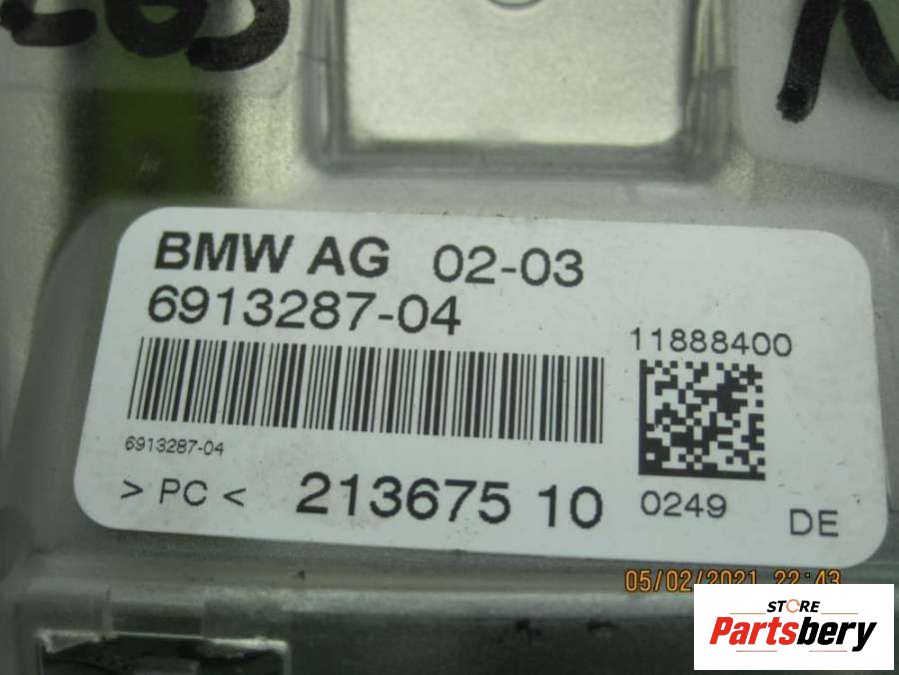 BMW AG 02-03
6913287-04
11888400
6913287-04
> PC < 213675 10
0249
DE
05/02/2021 22:43
STORE
Partsbery